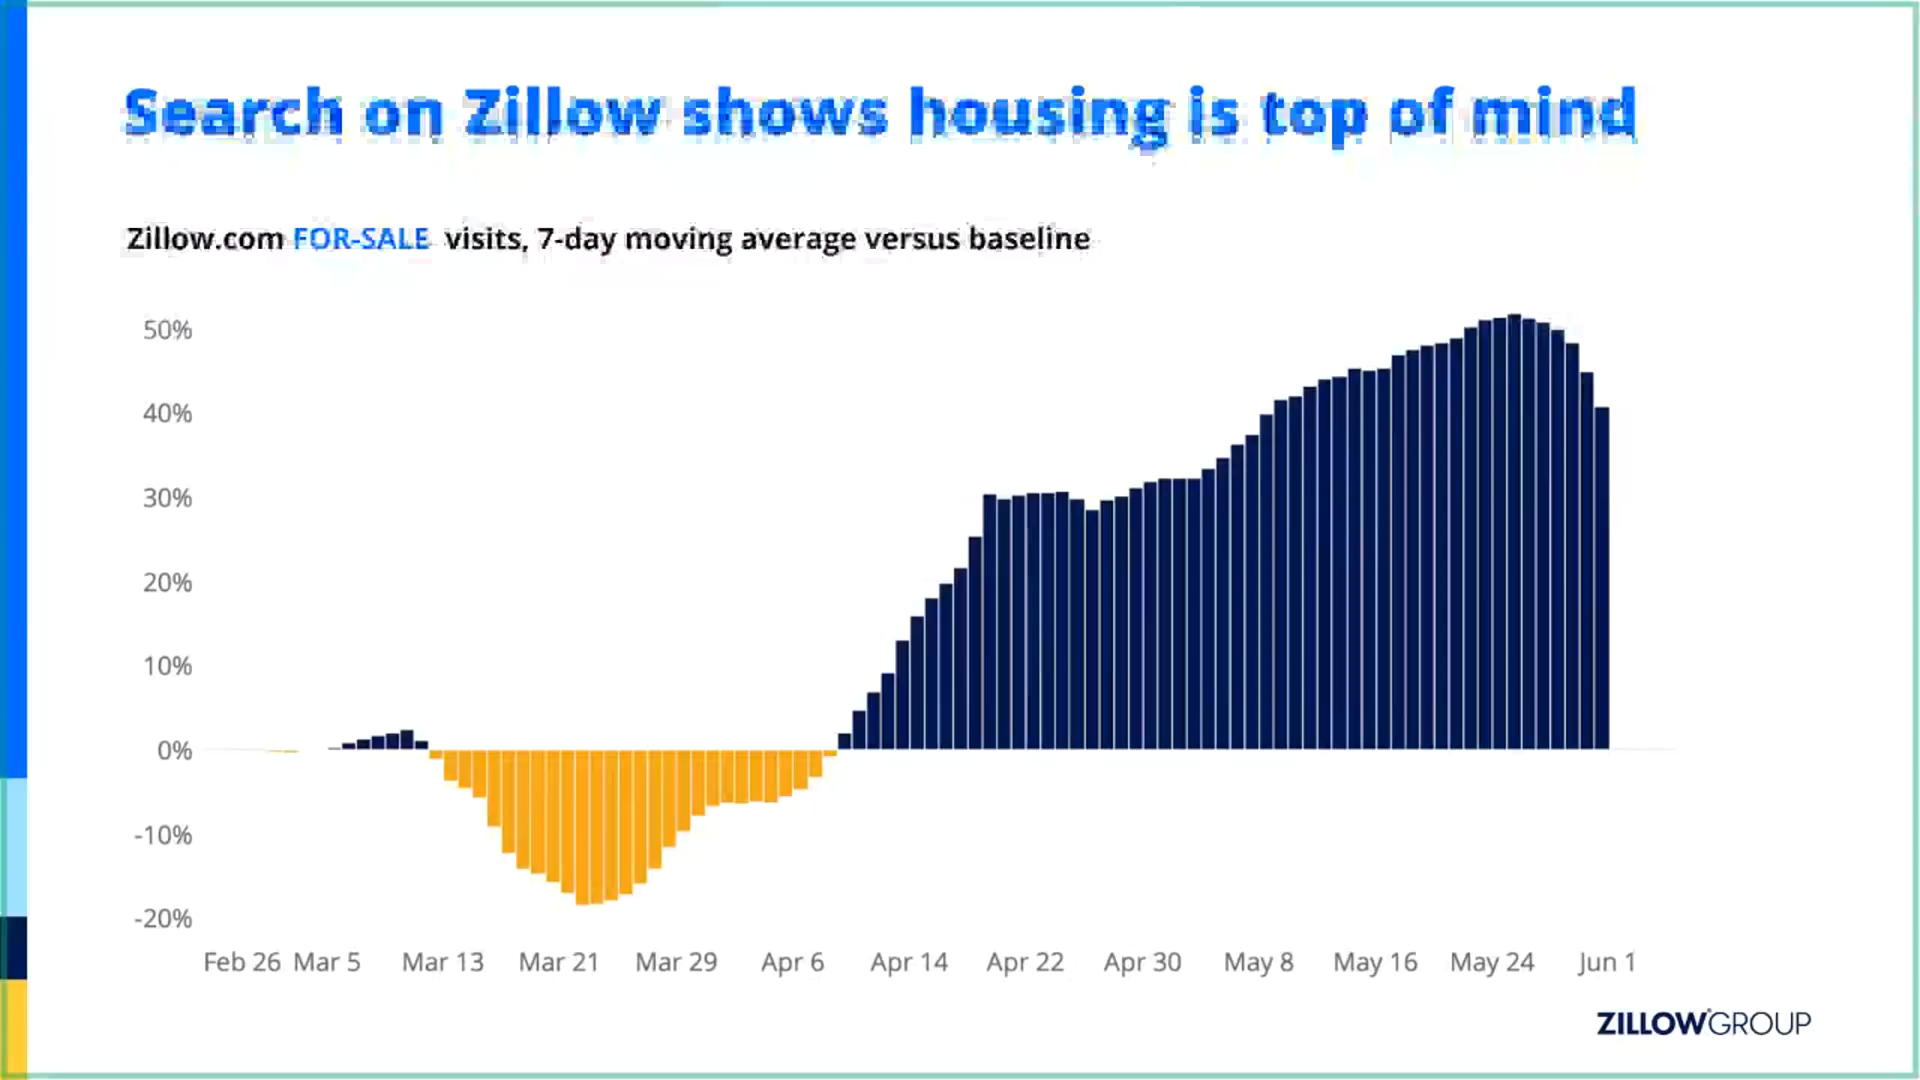 Search on Zillow shows housing is top of mind
Zillow.com FOR-SALE visits, 7-day moving average versus baseline
50%
40%
30%
20%
10%
0%
-10%
-20%
Feb 26 Mar 5 Mar 13 Mar 21 Mar 29 Apr 6 Apr 14 Apr 22 Apr 30 May 8 May 16 May 24 Jun 1
ZILLOW GROUP